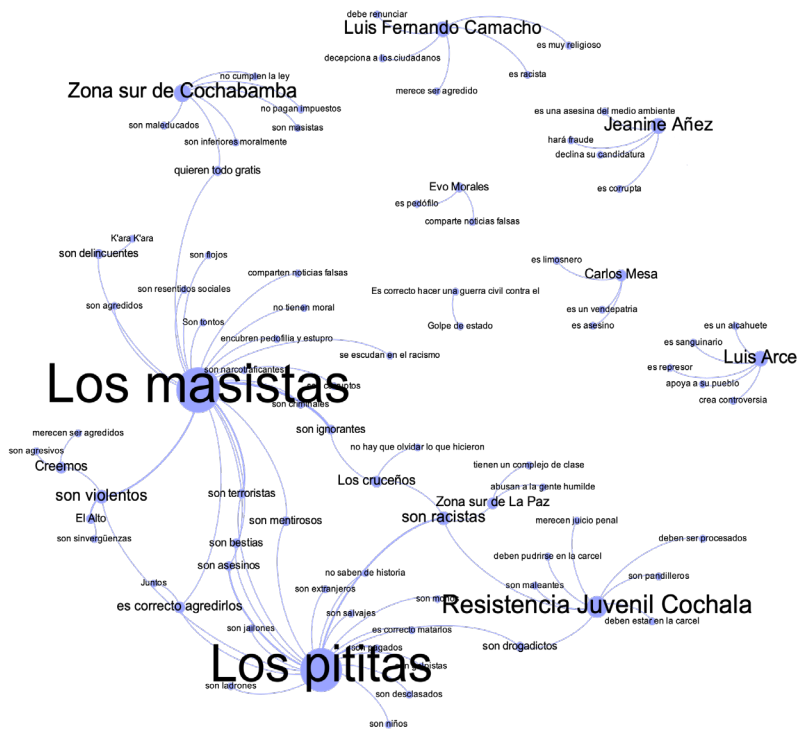 debe renunciar
Luis Fernando Camacho
es muy religioso
decepciona a los ciudadanos
es racista
merece ser agredido
no cumplen la ley
Zona sur de Cochabamba
no pagan impuestos
son maleducados
son masistas
son inferiores moralmente
quieren todo gratis
es una asesina del medio ambiente
Jeanine Añez
hará fraude
declina su candidatura
es corrupta
Evo Morales
es pedófilo
comparte noticias falsas
K'ara K'ara
son delincuentes
son flojos
comparten noticias falsas
son resentidos sociales
son agredidos
no tienen moral
Son tontos
encubren pedofilia y estupro
se escudan en el racismo
es limosnero
Carlos Mesa
es un vendepatria
es asesino
Es correcto hacer una guerra civil contra el
Golpe de estado
es un alcahuete
es sanguinario
Luis Arce
es represor
apoya a su pueblo
crea controversia
son narcotraficantes
Los masistas
son corruptos
son criminales
son ignorantes
merecen ser agredidos
son agresivos
Creemos
no hay que olvidar lo que hicieron
Los cruceños
tienen un complejo de clase
abusan a la gente humilde
son violentos
son terroristas
Zona sur de La Paz
El Alto
son mentirosos
son racistas
merecen juicio penal
son sinvergüenzas
son bestias
deben ser procesados
son asesinos
deben pudrirse en la carcel
Juntos
no saben de historia
son extranjeros
son maleantes
son pandilleros
es correcto agredirlos
son monos
Resistencia Juvenil Cochala
son salvajes
deben estar en la carcel
son jailones
es correcto matarlos
son pagados
son drogadictos
Los pititas
son golpistas
son ladrones
son desclasados
son niños